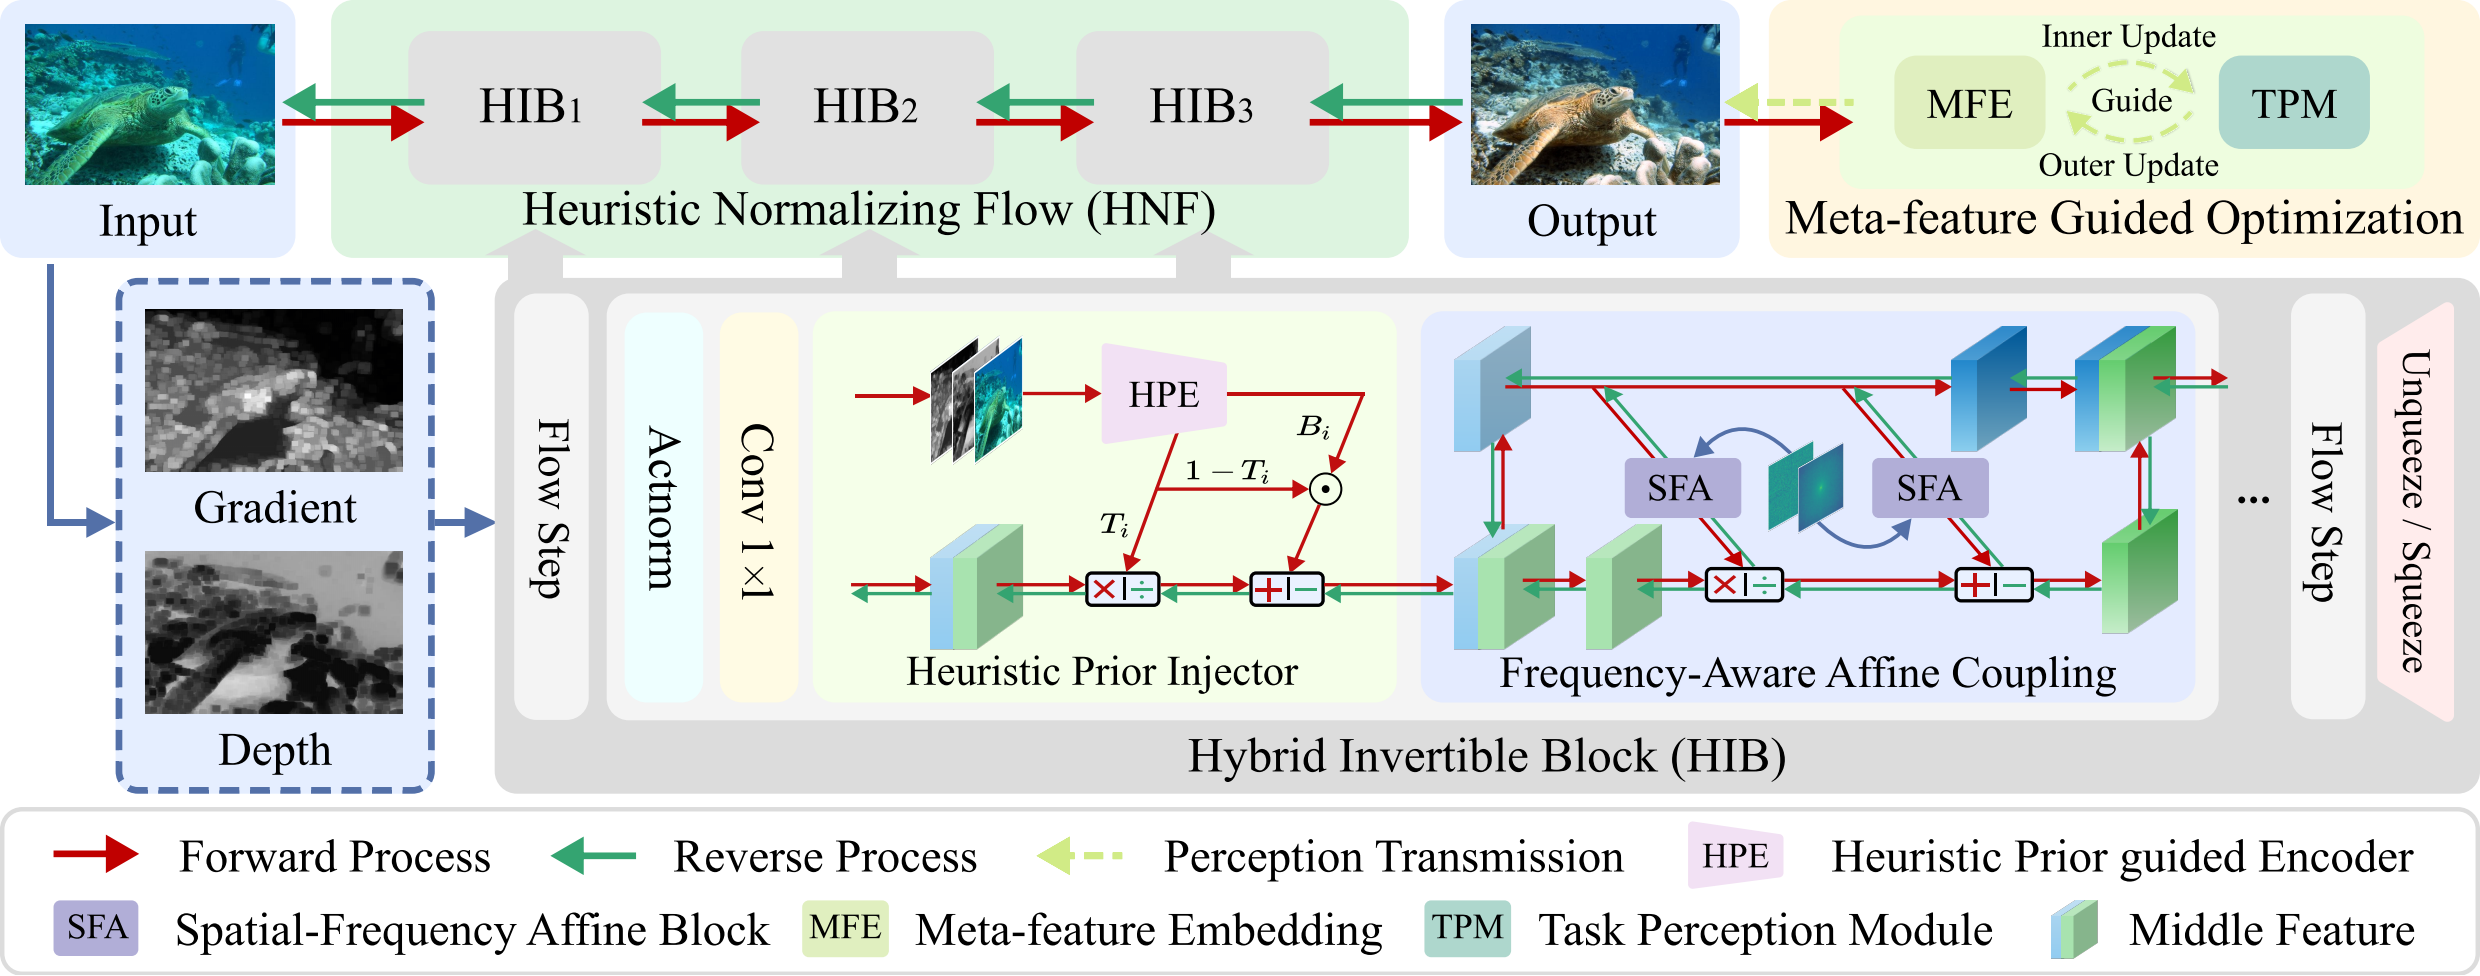 Input
HIB1
HIB2
HIB3
Heuristic Normalizing Flow (HNF)
Output
Inner Update
MFE
Guide
TPM
Outer Update
Meta-feature Guided Optimization
Gradient
Depth
Flow Step
Actnorm
Conv 1×1
HPE
B_i
1 − T_i
T_i
×|÷
+|−
Heuristic Prior Injector
SFA
SFA
×|÷
+|−
Frequency-Aware Affine Coupling
...
Flow Step
Unqueeze / Squeeze
Hybrid Invertible Block (HIB)
Forward Process
Reverse Process
Perception Transmission
HPE
Heuristic Prior guided Encoder
SFA
Spatial-Frequency Affine Block
MFE
Meta-feature Embedding
TPM
Task Perception Module
Middle Feature